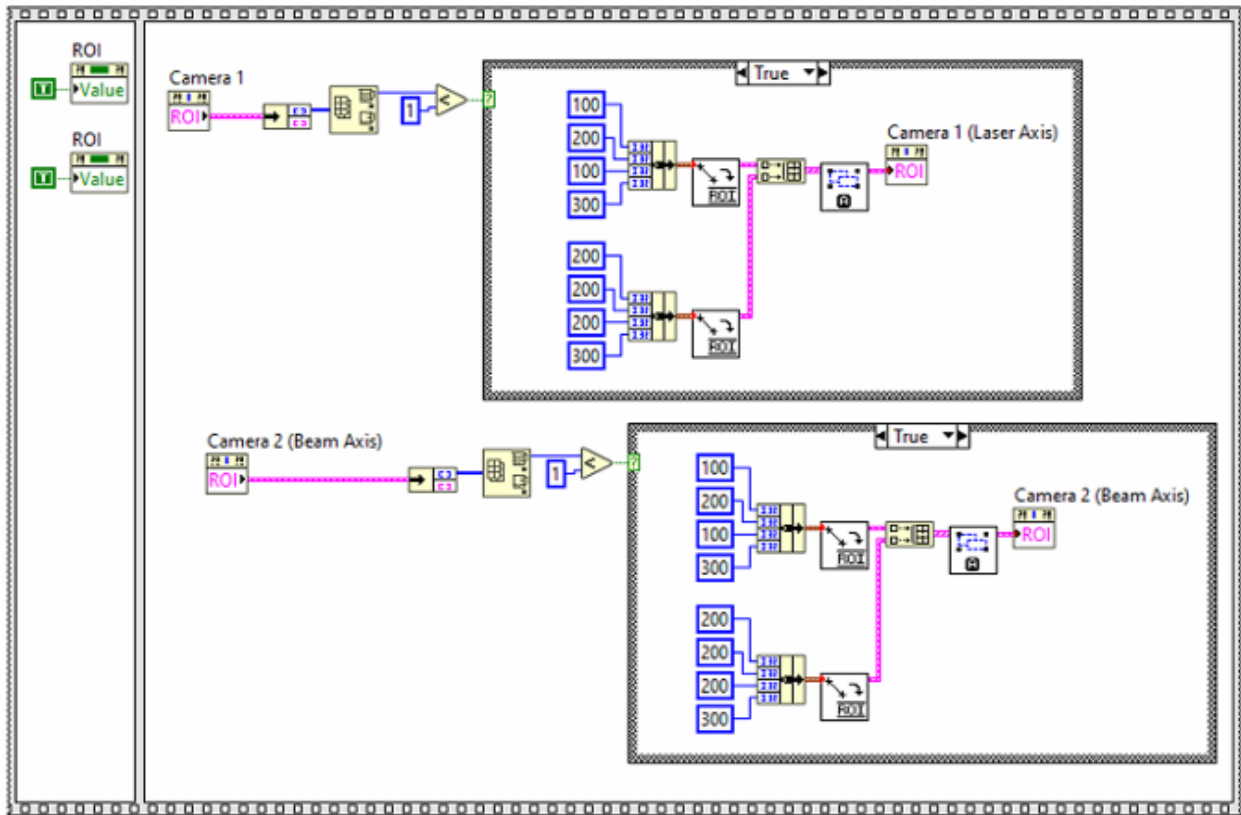 ROI
T
Value
ROI
T
Value
Camera 1
ROI
1
<
?
True
100
200
100
300
ROI
200
200
200
300
ROI
Camera 1 (Laser Axis)
ROI
Camera 2 (Beam Axis)
ROI
1
<
?
True
100
200
100
300
ROI
200
200
200
300
ROI
Camera 2 (Beam Axis)
ROI